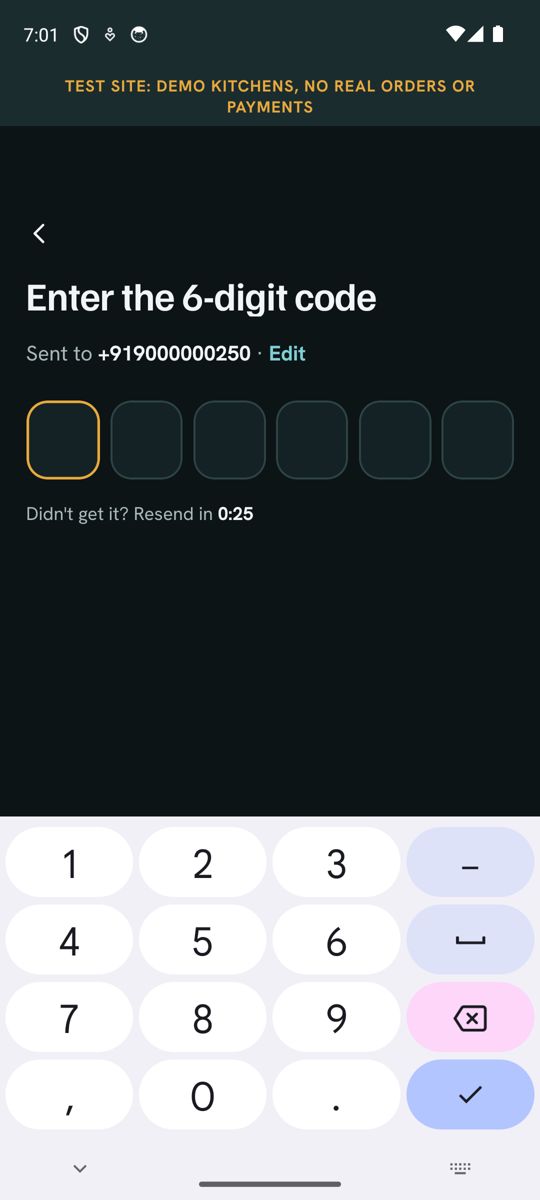 7:01
TEST SITE: DEMO KITCHENS, NO REAL ORDERS OR
PAYMENTS
Enter the 6-digit code
Sent to +919000000250 · Edit
Didn't get it? Resend in 0:25
1 2 3 –
4 5 6
7 8 9
, 0 .